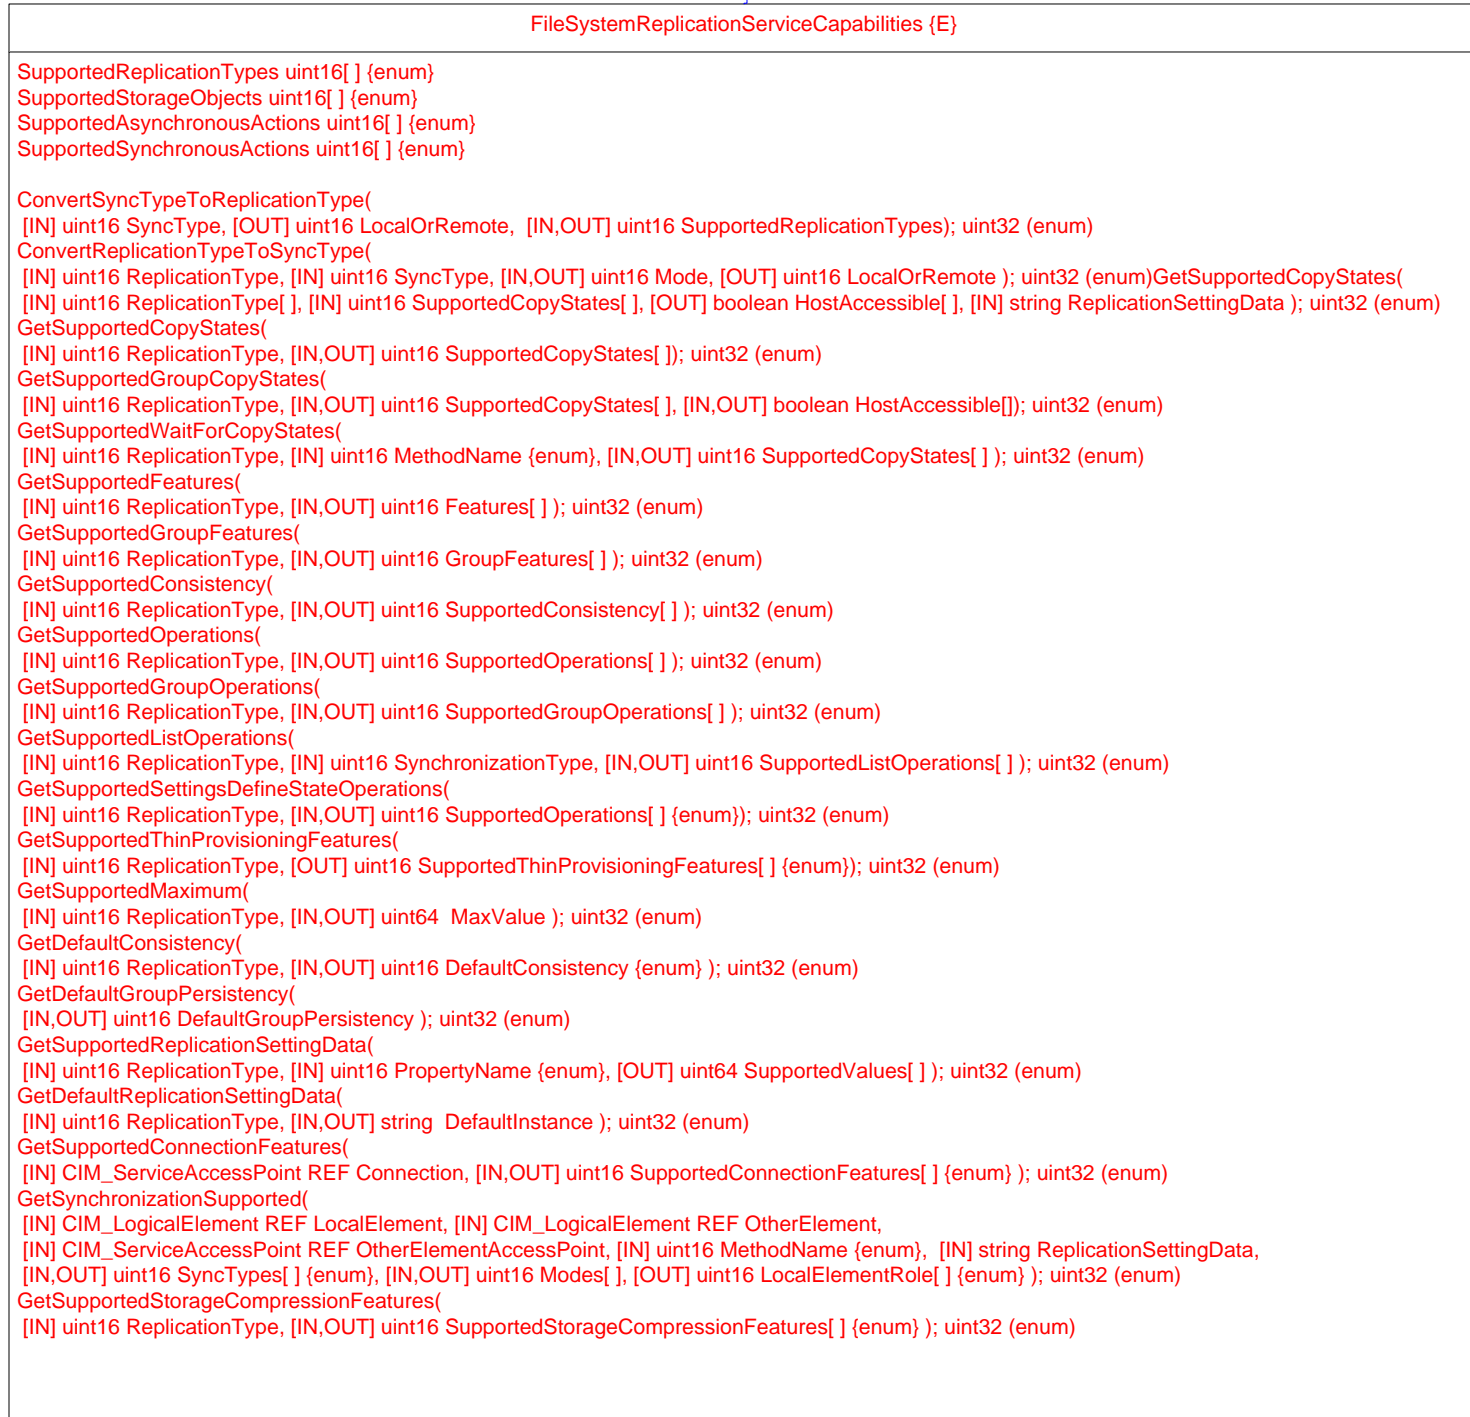 FileSystemReplicationServiceCapabilities {E}
SupportedReplicationTypes uint16[ ] {enum}
SupportedStorageObjects uint16[ ] {enum}
SupportedAsynchronousActions uint16[ ] {enum}
SupportedSynchronousActions uint16[ ] {enum}
ConvertSyncTypeToReplicationType(
[IN] uint16 SyncType, [OUT] uint16 LocalOrRemote,  [IN,OUT] uint16 SupportedReplicationTypes); uint32 (enum)
ConvertReplicationTypeToSyncType(
[IN] uint16 ReplicationType, [IN] uint16 SyncType, [IN,OUT] uint16 Mode, [OUT] uint16 LocalOrRemote ); uint32 (enum)GetSupportedCopyStates(
[IN] uint16 ReplicationType[ ], [IN] uint16 SupportedCopyStates[ ], [OUT] boolean HostAccessible[ ], [IN] string ReplicationSettingData ); uint32 (enum)
GetSupportedCopyStates(
[IN] uint16 ReplicationType, [IN,OUT] uint16 SupportedCopyStates[ ]); uint32 (enum)
GetSupportedGroupCopyStates(
[IN] uint16 ReplicationType, [IN,OUT] uint16 SupportedCopyStates[ ], [IN,OUT] boolean HostAccessible[]); uint32 (enum)
GetSupportedWaitForCopyStates(
[IN] uint16 ReplicationType, [IN] uint16 MethodName {enum}, [IN,OUT] uint16 SupportedCopyStates[ ] ); uint32 (enum)
GetSupportedFeatures(
[IN] uint16 ReplicationType, [IN,OUT] uint16 Features[ ] ); uint32 (enum)
GetSupportedGroupFeatures(
[IN] uint16 ReplicationType, [IN,OUT] uint16 GroupFeatures[ ] ); uint32 (enum)
GetSupportedConsistency(
[IN] uint16 ReplicationType, [IN,OUT] uint16 SupportedConsistency[ ] ); uint32 (enum)
GetSupportedOperations(
[IN] uint16 ReplicationType, [IN,OUT] uint16 SupportedOperations[ ] ); uint32 (enum)
GetSupportedGroupOperations(
[IN] uint16 ReplicationType, [IN,OUT] uint16 SupportedGroupOperations[ ] ); uint32 (enum)
GetSupportedListOperations(
[IN] uint16 ReplicationType, [IN] uint16 SynchronizationType, [IN,OUT] uint16 SupportedListOperations[ ] ); uint32 (enum)
GetSupportedSettingsDefineStateOperations(
[IN] uint16 ReplicationType, [IN,OUT] uint16 SupportedOperations[ ] {enum}); uint32 (enum)
GetSupportedThinProvisioningFeatures(
[IN] uint16 ReplicationType, [OUT] uint16 SupportedThinProvisioningFeatures[ ] {enum}); uint32 (enum)
GetSupportedMaximum(
[IN] uint16 ReplicationType, [IN,OUT] uint64  MaxValue ); uint32 (enum)
GetDefaultConsistency(
[IN] uint16 ReplicationType, [IN,OUT] uint16 DefaultConsistency {enum} ); uint32 (enum)
GetDefaultGroupPersistency(
[IN,OUT] uint16 DefaultGroupPersistency ); uint32 (enum)
GetSupportedReplicationSettingData(
[IN] uint16 ReplicationType, [IN] uint16 PropertyName {enum}, [OUT] uint64 SupportedValues[ ] ); uint32 (enum)
GetDefaultReplicationSettingData(
[IN] uint16 ReplicationType, [IN,OUT] string  DefaultInstance ); uint32 (enum)
GetSupportedConnectionFeatures(
[IN] CIM_ServiceAccessPoint REF Connection, [IN,OUT] uint16 SupportedConnectionFeatures[ ] {enum} ); uint32 (enum)
GetSynchronizationSupported(
[IN] CIM_LogicalElement REF LocalElement, [IN] CIM_LogicalElement REF OtherElement,
[IN] CIM_ServiceAccessPoint REF OtherElementAccessPoint, [IN] uint16 MethodName {enum},  [IN] string ReplicationSettingData,
[IN,OUT] uint16 SyncTypes[ ] {enum}, [IN,OUT] uint16 Modes[ ], [OUT] uint16 LocalElementRole[ ] {enum} ); uint32 (enum)
GetSupportedStorageCompressionFeatures(
[IN] uint16 ReplicationType, [IN,OUT] uint16 SupportedStorageCompressionFeatures[ ] {enum} ); uint32 (enum)